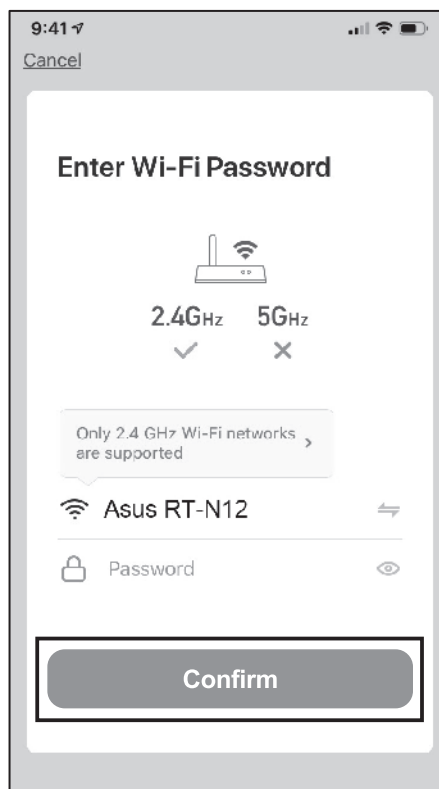 9:41
Cancel
Enter Wi-Fi Password
2.4GHz 5GHz
Only 2.4 GHz Wi-Fi networks
are supported
Asus RT-N12
Password
Confirm